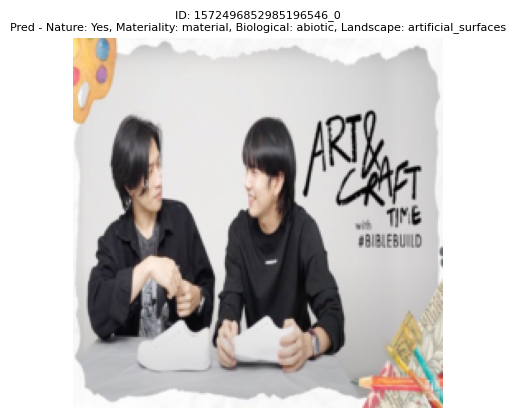 ID: 1572496852985196546_0
Pred - Nature: Yes, Materiality: material, Biological: abiotic, Landscape: artificial_surfaces
ART &
CRAFT
TIME
with
#BIBLEBUILD